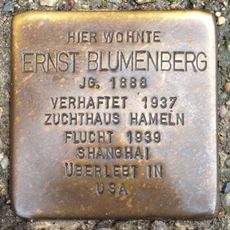 HIER WOHNTE
ERNST BLUMENBERG
JG. 1888
VERHAFTET 1937
ZUCHTHAUS HAMELN
FLUCHT 1939
SHANGHAI
ÜBERLEBT IN
USA